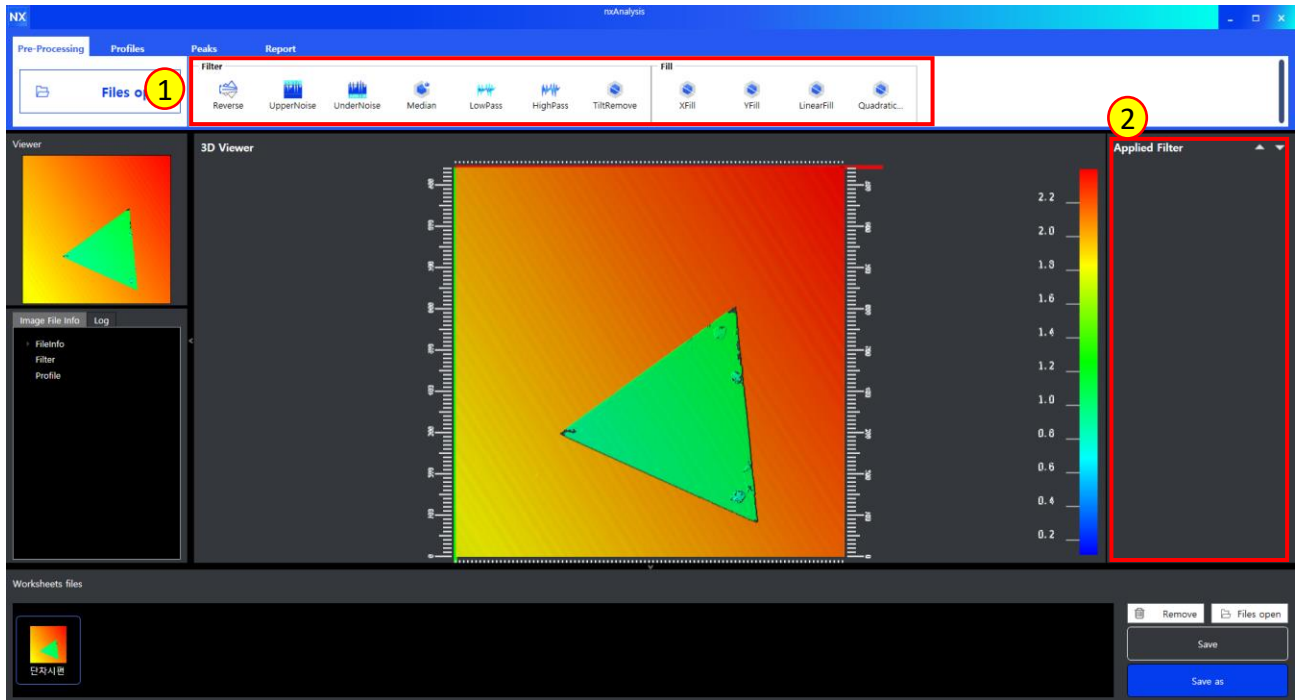 NX
nxAnalysis
Pre-Processing Profiles Peaks Report
Files op
1
Filter
Reverse UpperNoise UnderNoise Median LowPass HighPass TiltRemove
Fill
XFill YFill LinearFill Quadratic...
2
Viewer
3D Viewer
Applied Filter
2.2
2.0
1.8
1.6
1.4
1.2
1.0
0.8
0.6
0.4
0.2
Image File Info Log
FileInfo
Filter
Profile
Worksheets files
단차시편
Remove Files open
Save
Save as